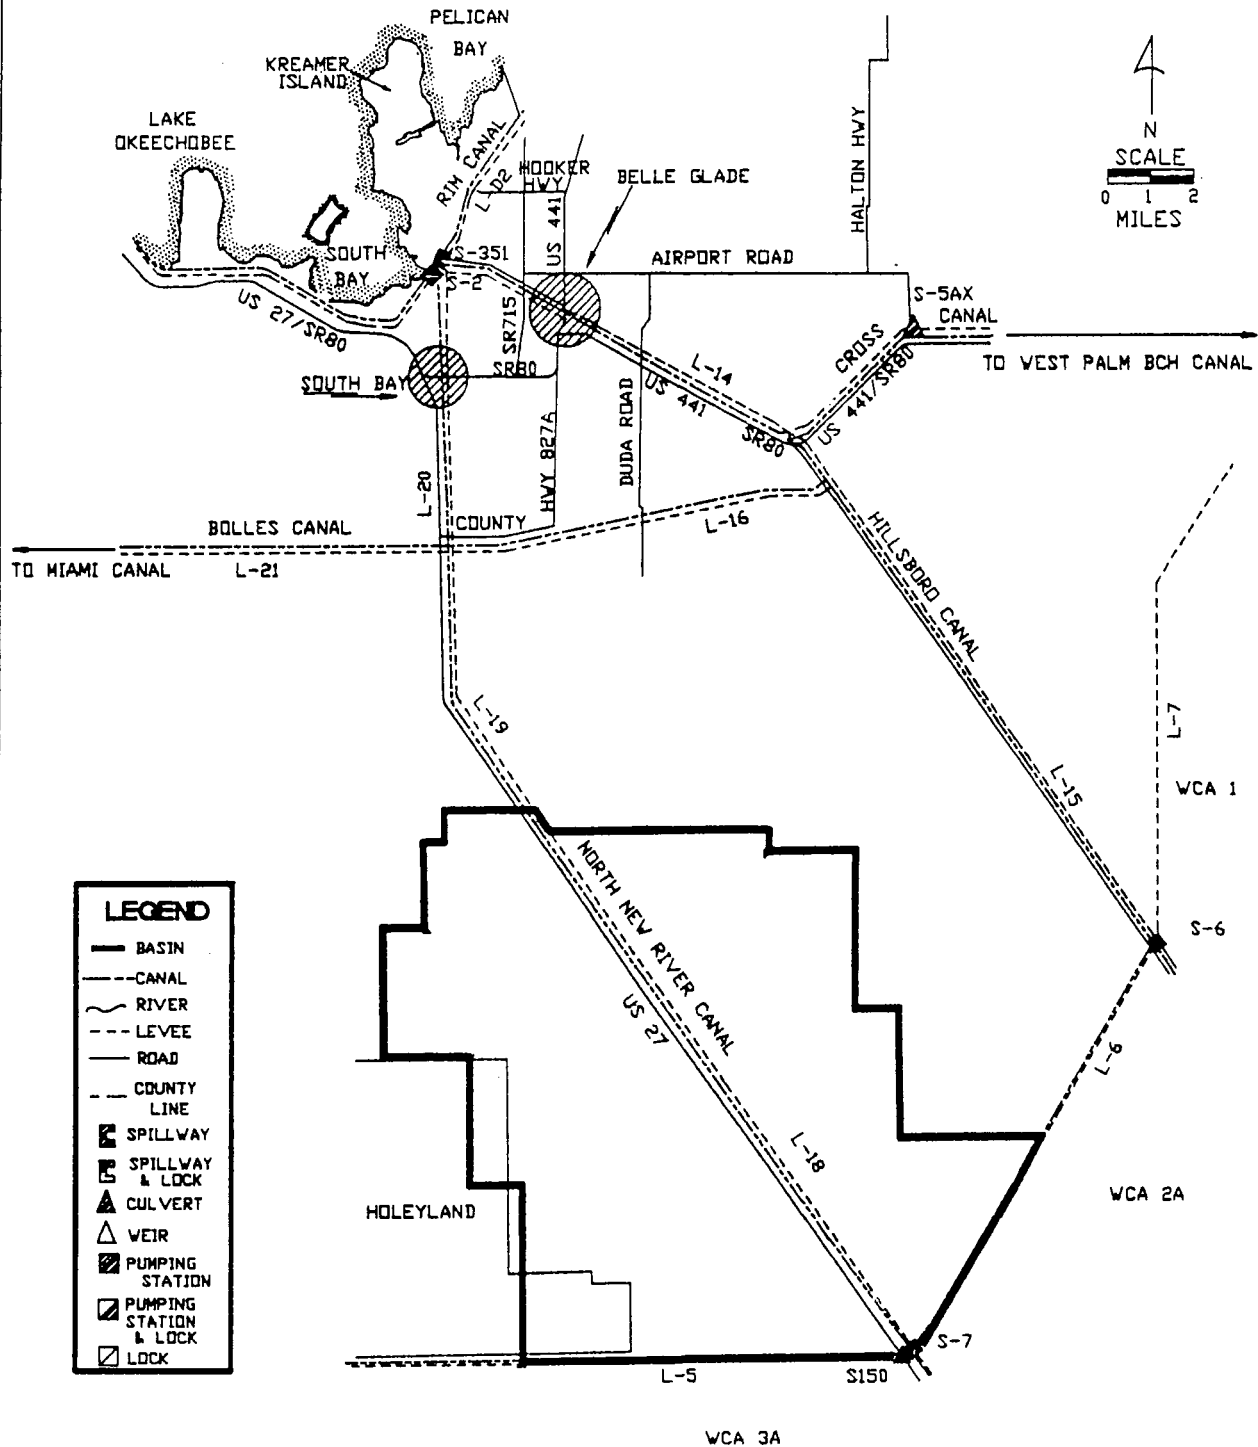 PELICAN
BAY
KREAMER
ISLAND
LAKE
OKEECHOBEE
RIM CANAL
L-D2
HOOKER
HWY
US 441
BELLE GLADE
HALTON HWY
N
SCALE
0 1 2
MILES
SOUTH
BAY
S-351
S-2
AIRPORT ROAD
US 27/SR80
SR715
SR80
SOUTH BAY
L-14
US 441
SR80
CROSS
CANAL
S-5AX
US 441/SR80
TO WEST PALM BCH CANAL
DUDA ROAD
HWY 827A
L-20
COUNTY
BOLLES CANAL
L-16
TO MIAMI CANAL
L-21
HILLSBORO CANAL
L-19
L-15
L-7
WCA 1
S-6
NORTH NEW RIVER CANAL
US 27
L-6
L-18
WCA 2A
HOLEYLAND
S-7
L-5
S150
WCA 3A
LEGEND
BASIN
CANAL
RIVER
LEVEE
ROAD
COUNTY
LINE
SPILLWAY
SPILLWAY
& LOCK
CULVERT
WEIR
PUMPING
STATION
PUMPING
STATION
& LOCK
LOCK